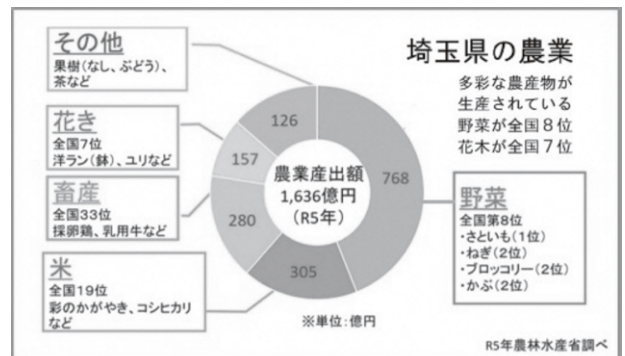 埼玉県の農業
多彩な農産物が
生産されている
野菜が全国8位
花木が全国7位
その他
果樹(なし、ぶどう)、
茶など
花き
全国7位
洋ラン(鉢)、ユリなど
畜産
全国33位
採卵鶏、乳用牛など
米
全国19位
彩のかがやき、コシヒカリ
など
126
157
280
305
768
農業産出額
1,636億円
(R5年)
野菜
全国第8位
・さといも(1位)
・ねぎ(2位)
・ブロッコリー(2位)
・かぶ(2位)
※単位:億円
R5年農林水産省調べ